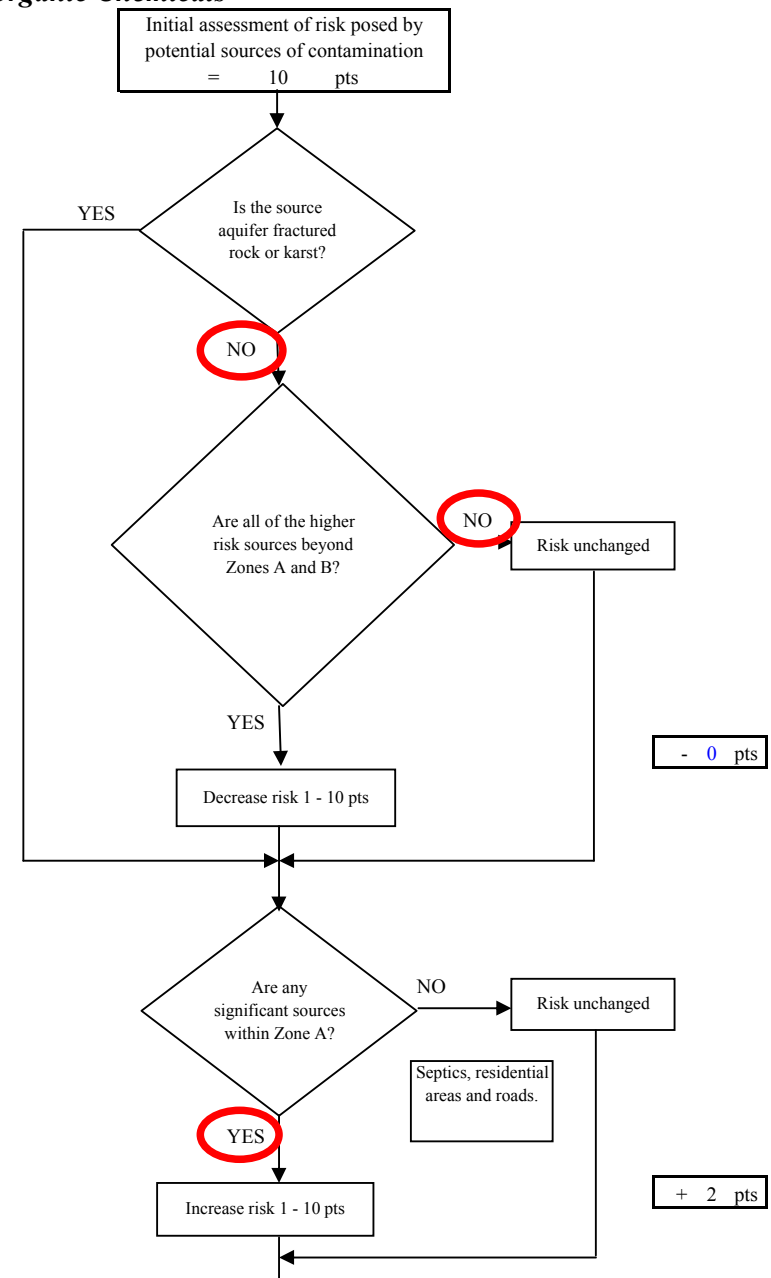 Initial assessment of risk posed by
potential sources of contamination
= 10 pts
YES
Is the source
aquifer fractured
rock or karst?
NO
Are all of the higher
risk sources beyond
Zones A and B?
NO
Risk unchanged
YES
- 0 pts
Decrease risk 1 - 10 pts
Are any
significant sources
within Zone A?
NO
Risk unchanged
Septics, residential
areas and roads.
YES
+ 2 pts
Increase risk 1 - 10 pts